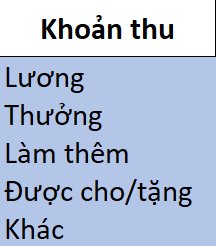 Khoản thu
Lương
Thưởng
Làm thêm
Được cho/tặng
Khác